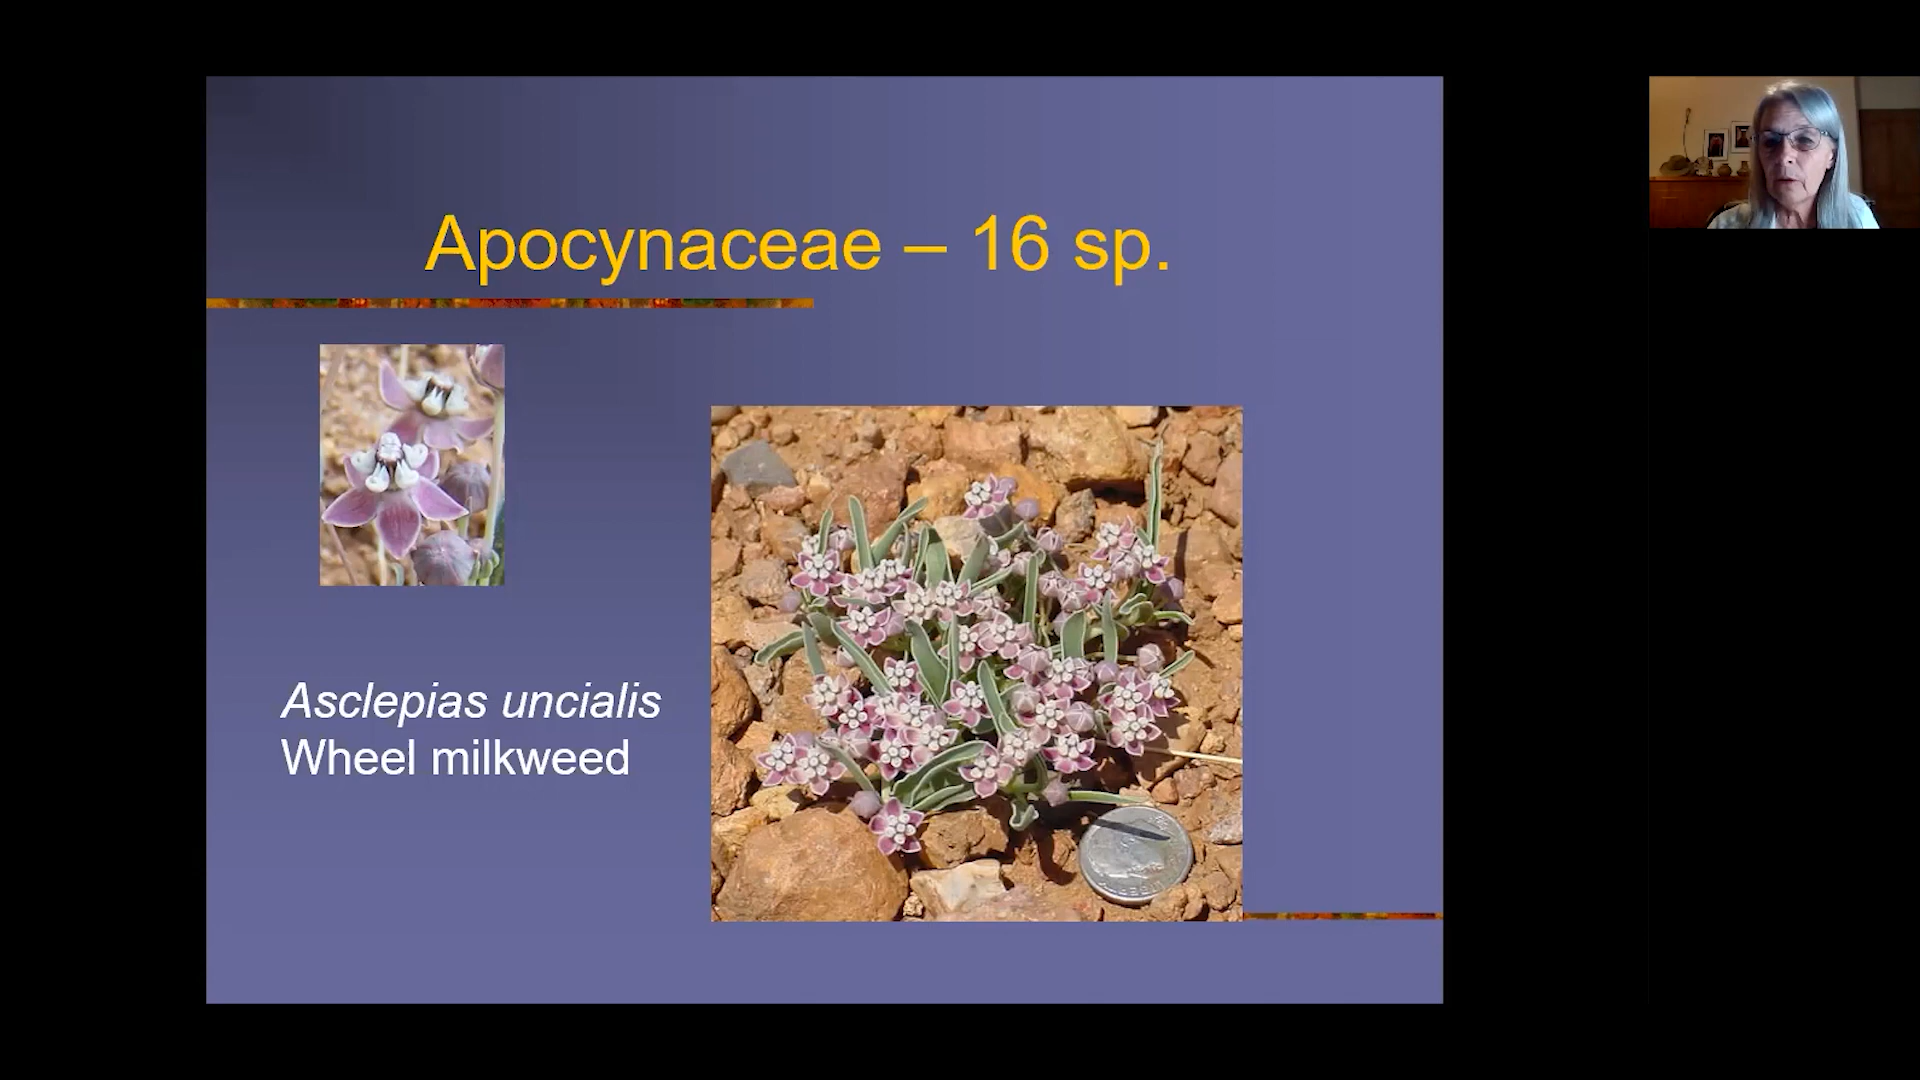 Apocynaceae – 16 sp.
Asclepias uncialis
Wheel milkweed